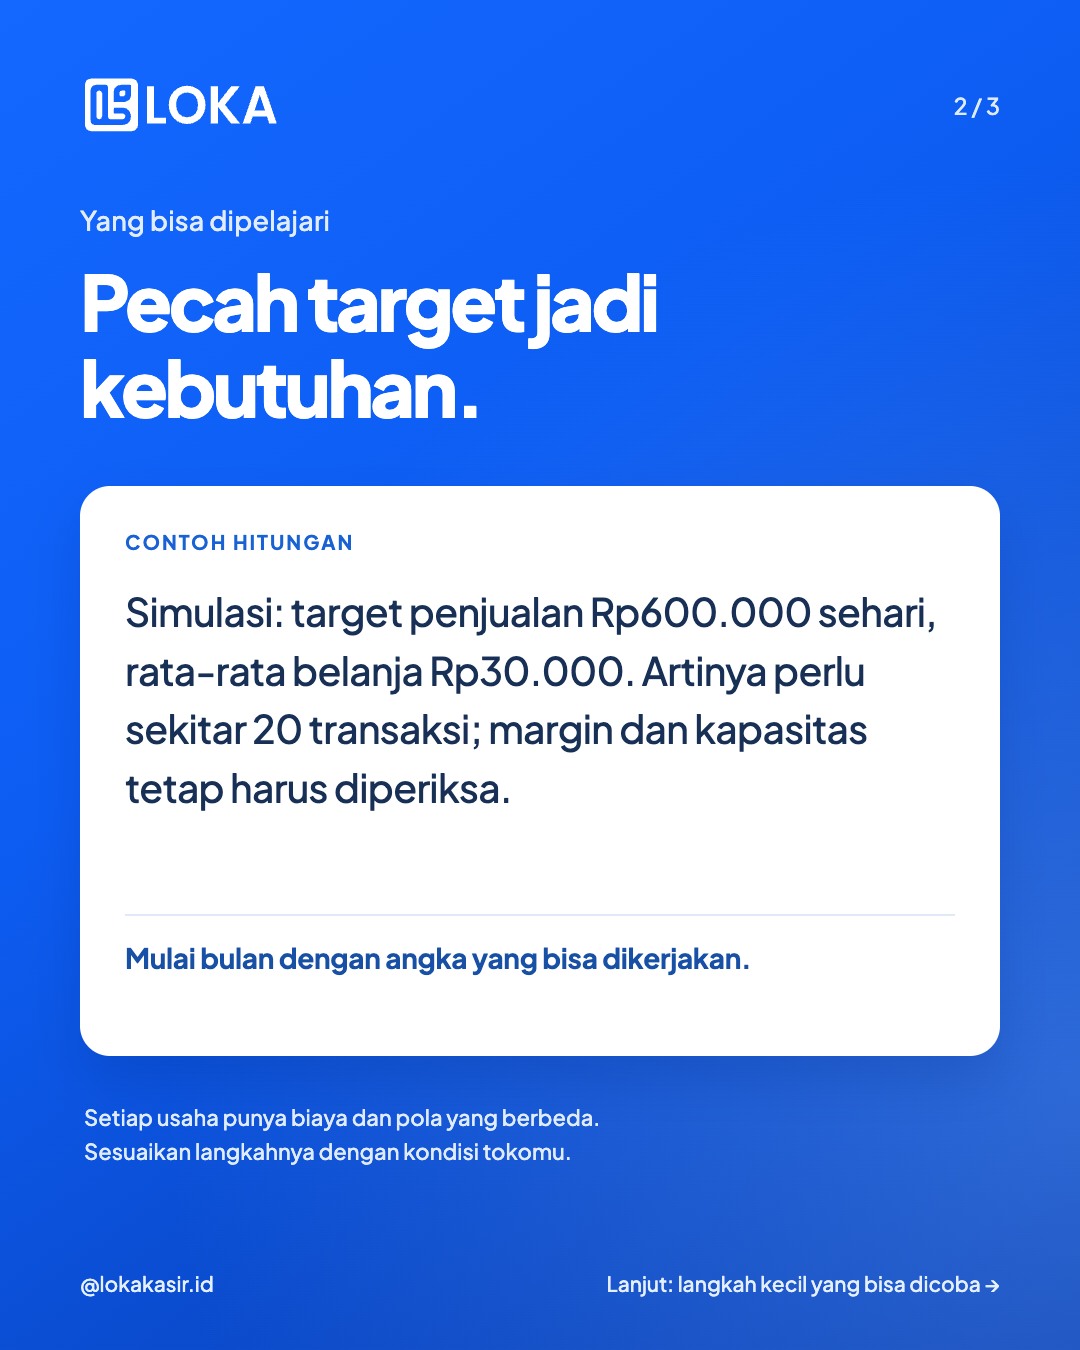 LOKA
2 / 3
Yang bisa dipelajari
Pecah target jadi
kebutuhan.
CONTOH HITUNGAN
Simulasi: target penjualan Rp600.000 sehari,
rata-rata belanja Rp30.000. Artinya perlu
sekitar 20 transaksi; margin dan kapasitas
tetap harus diperiksa.
Mulai bulan dengan angka yang bisa dikerjakan.
Setiap usaha punya biaya dan pola yang berbeda.
Sesuaikan langkahnya dengan kondisi tokomu.
@lokakasir.id
Lanjut: langkah kecil yang bisa dicoba →